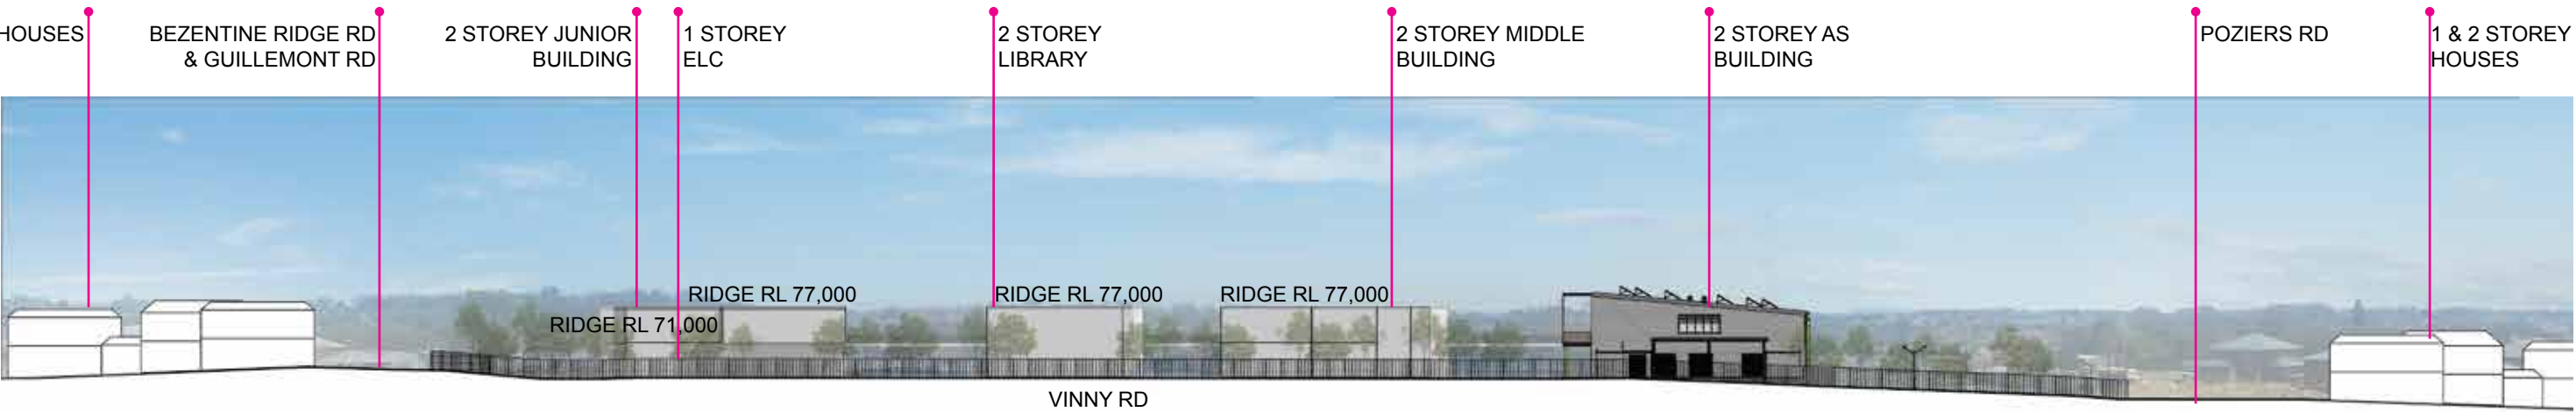 HOUSES
BEZENTINE RIDGE RD
& GUILLEMONT RD
2 STOREY JUNIOR
BUILDING
1 STOREY
ELC
2 STOREY
LIBRARY
2 STOREY MIDDLE
BUILDING
2 STOREY AS
BUILDING
POZIERS RD
1 & 2 STOREY
HOUSES
RIDGE RL 77,000
RIDGE RL 77,000
RIDGE RL 77,000
RIDGE RL 71,000
VINNY RD